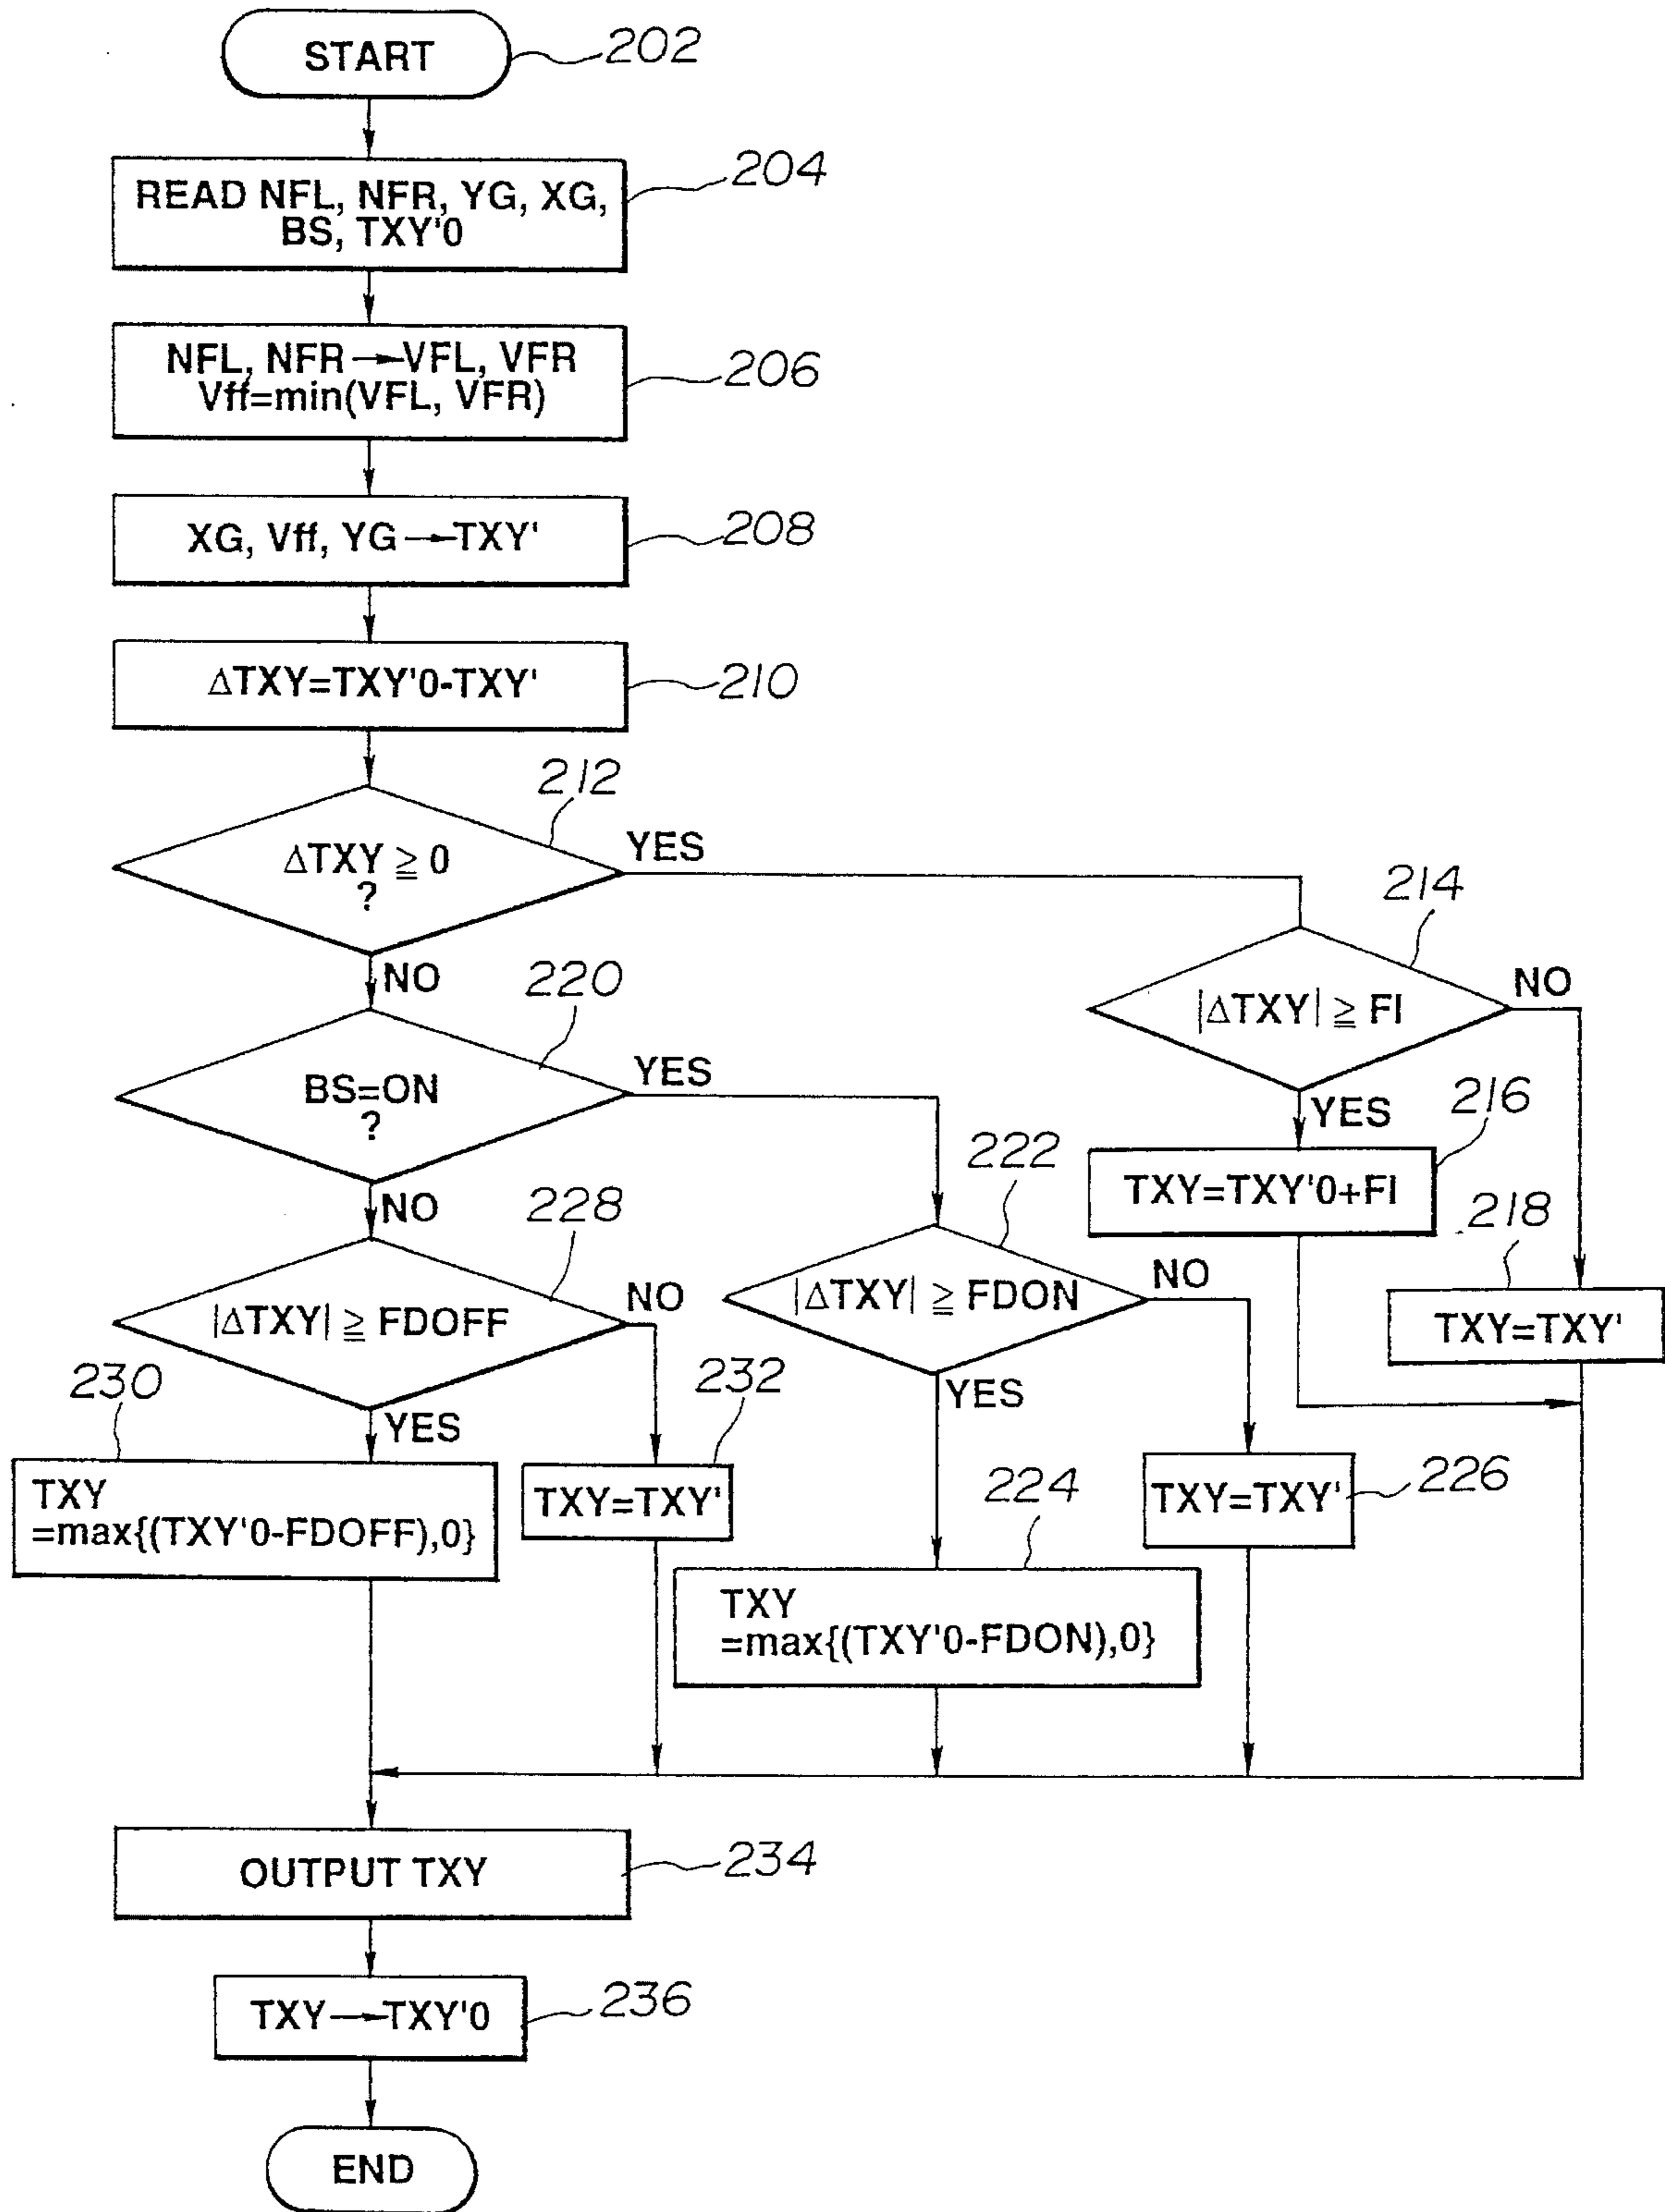 START
202
READ NFL, NFR, YG, XG,
BS, TXY'0
204
NFL, NFR→VFL, VFR
Vff=min(VFL, VFR)
206
XG, Vff, YG→TXY'
208
ΔTXY=TXY'0-TXY'
210
212
ΔTXY ≧ 0
?
YES
NO
214
|ΔTXY| ≧ FI
NO
YES
216
TXY=TXY'0+FI
218
TXY=TXY'
220
BS=ON
?
YES
NO
222
|ΔTXY| ≧ FDON
NO
YES
224
TXY
=max{(TXY'0-FDON),0}
TXY=TXY'
226
228
|ΔTXY| ≧ FDOFF
NO
YES
230
TXY
=max{(TXY'0-FDOFF),0}
232
TXY=TXY'
OUTPUT TXY
234
TXY→TXY'0
236
END